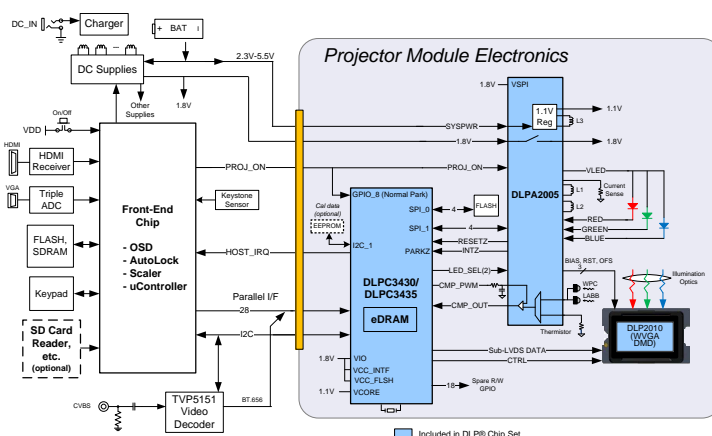 DC_IN
Charger
+ BAT
DC Supplies
2.3V-5.5V
Other
Supplies
1.8V
On/Off
VDD
HDMI
HDMI
Receiver
VGA
Triple
ADC
FLASH,
SDRAM
Keypad
SD Card
Reader,
etc.
(optional)
CVBS
Front-End
Chip
- OSD
- AutoLock
- Scaler
- uController
TVP5151
Video
Decoder
BT.656
PROJ_ON
Keystone
Sensor
HOST_IRQ
Parallel I/F
28
I2C
Projector Module Electronics
SYSPWR
1.8V
PROJ_ON
PROJ_ON
GPIO_8 (Normal Park)
Cal data
(optional)
EEPROM
I2C_1
SPI_0
4
FLASH
SPI_1
4
RESETZ
PARKZ
INTZ
DLPC3430/
DLPC3435
eDRAM
LED_SEL(2)
CMP_PWM
CMP_OUT
1.8V
VIO
VCC_INTF
VCC_FLSH
1.1V
VCORE
18
Spare R/W
GPIO
1.8V
VSPI
1.1V
Reg
L3
1.1V
1.8V
DLPA2005
VLED
L1
L2
Current
Sense
RED
GREEN
BLUE
BIAS, RST, OFS
3
WPC
LABB
Thermistor
Illumination
Optics
DLP2010
(WVGA
DMD)
Sub-LVDS DATA
CTRL
Included in DLP® Chip Set